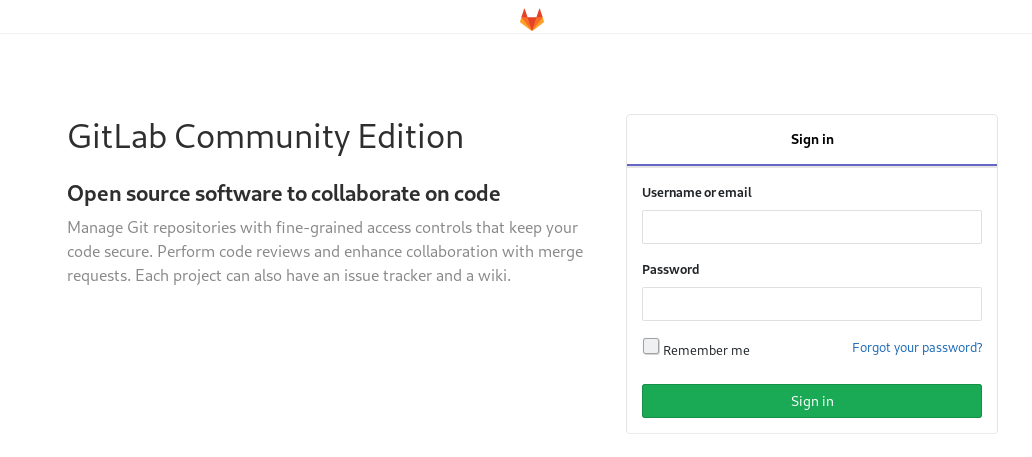 GitLab Community Edition
Open source software to collaborate on code
Manage Git repositories with fine-grained access controls that keep your
code secure. Perform code reviews and enhance collaboration with merge
requests. Each project can also have an issue tracker and a wiki.
Sign in
Username or email
Password
Remember me
Forgot your password?
Sign in